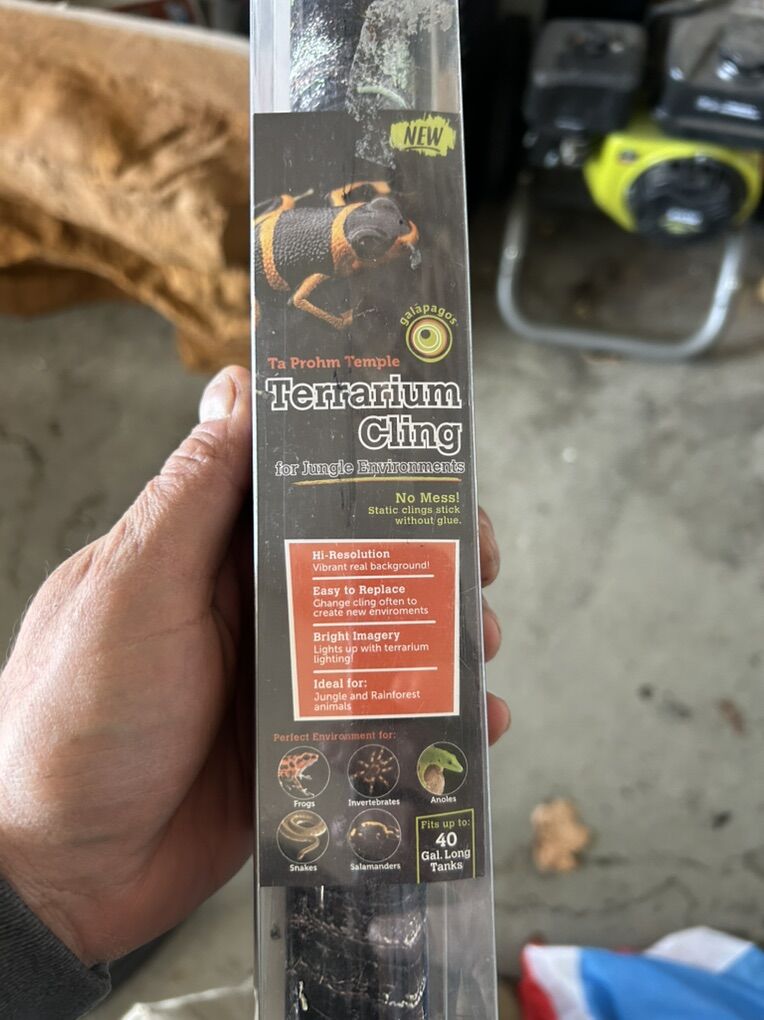 NEW
galápagos
Ta Prohm Temple
Terrarium
Cling
for Jungle Environments
No Mess!
Static clings stick
without glue.
Hi-Resolution
Vibrant real background!
Easy to Replace
Change cling often to
create new enviroments
Bright Imagery
Lights up with terrarium
lighting!
Ideal for:
Jungle and Rainforest
animals
Perfect Environment for:
Frogs
Invertebrates
Anoles
Snakes
Salamanders
Fits up to:
40
Gal. Long
Tanks